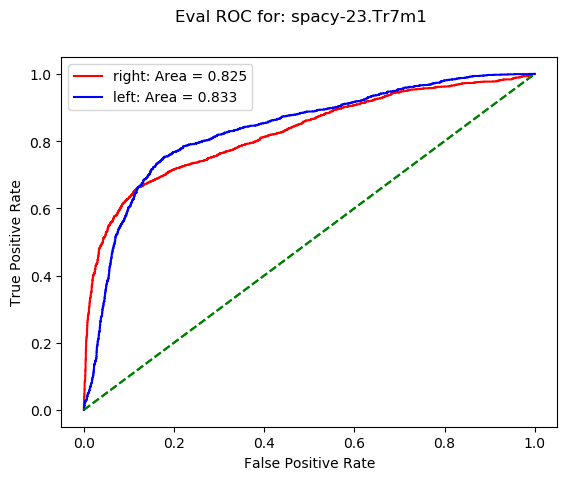 Eval ROC for: spacy-23.Tr7m1
right: Area = 0.825
left: Area = 0.833
True Positive Rate
1.0
0.8
0.6
0.4
0.2
0.0
0.0 0.2 0.4 0.6 0.8 1.0
False Positive Rate